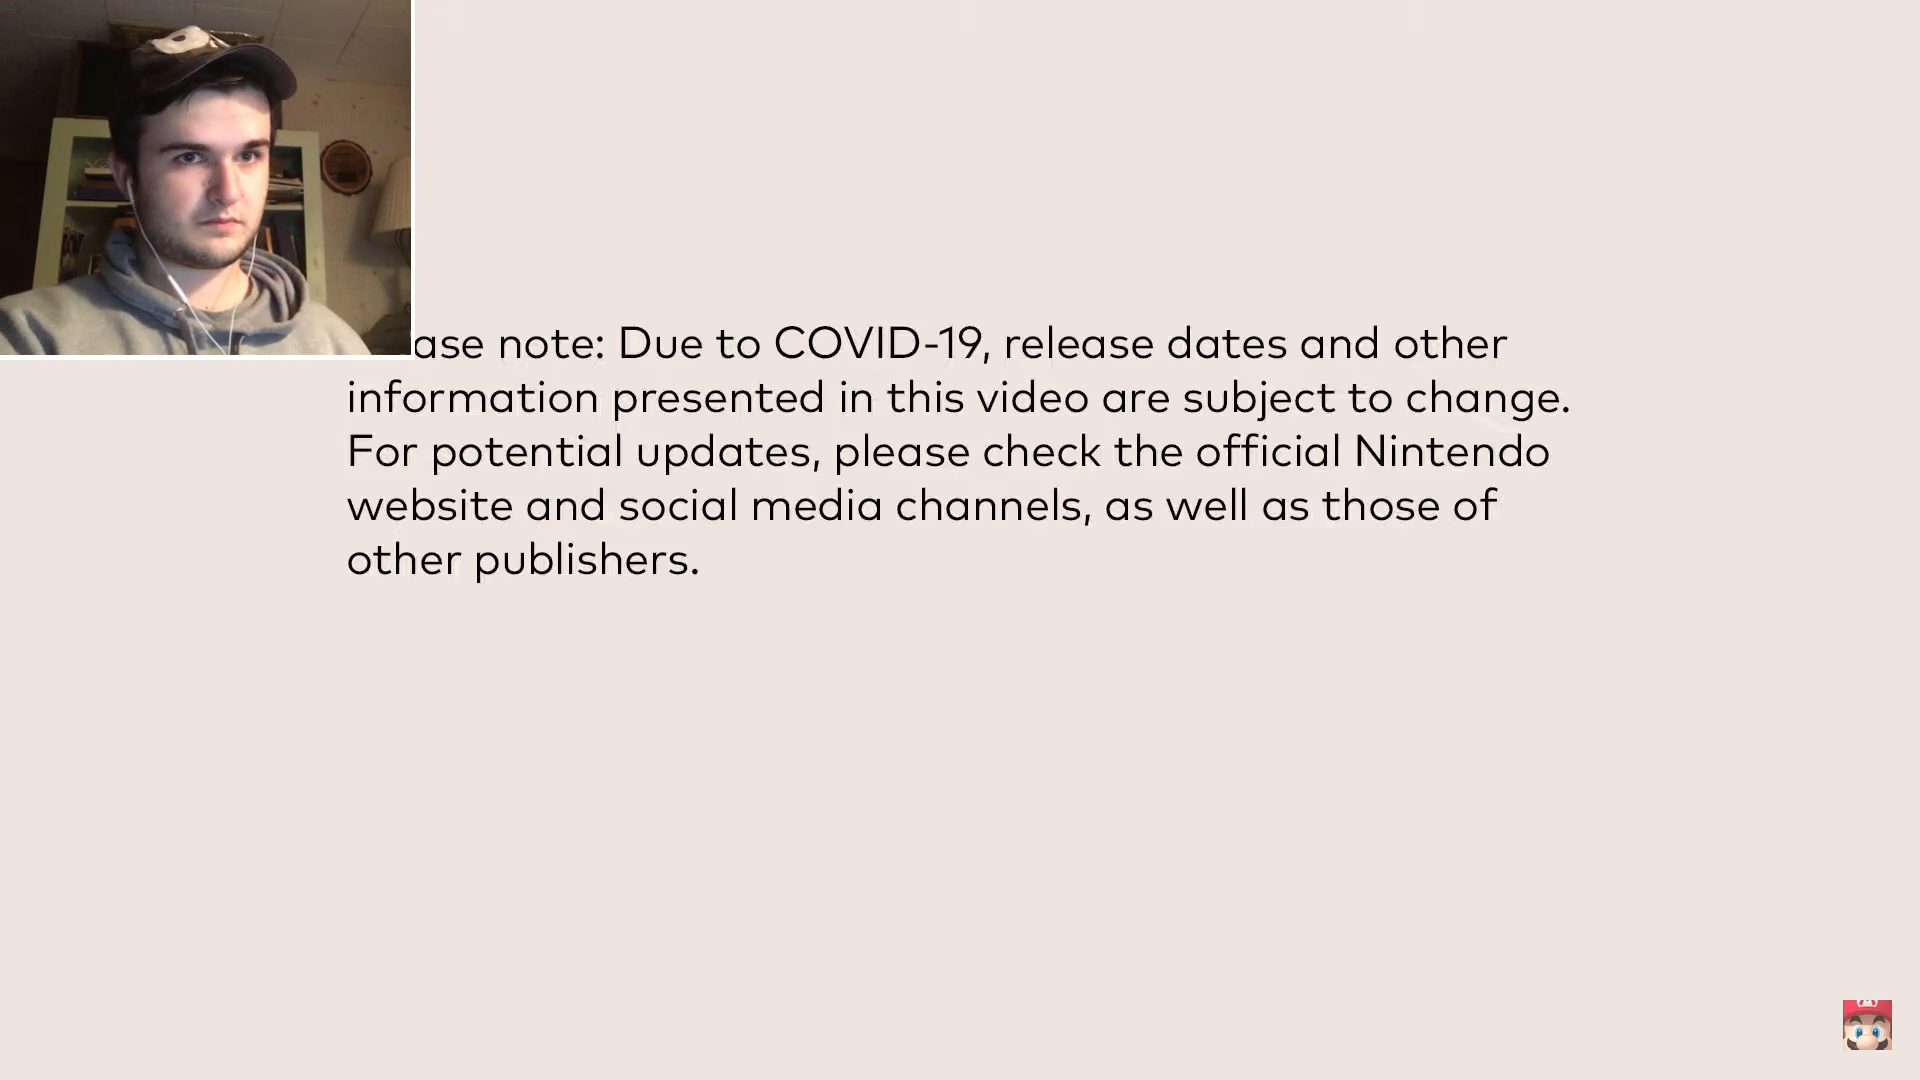 ase note: Due to COVID-19, release dates and other
information presented in this video are subject to change.
For potential updates, please check the official Nintendo
website and social media channels, as well as those of
other publishers.